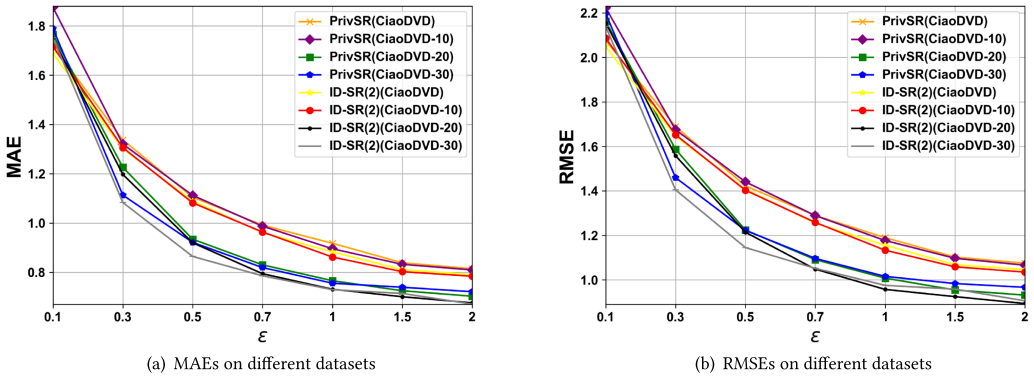 PrivSR(CiaoDVD)
PrivSR(CiaoDVD-10)
PrivSR(CiaoDVD-20)
PrivSR(CiaoDVD-30)
ID-SR(2)(CiaoDVD)
ID-SR(2)(CiaoDVD-10)
ID-SR(2)(CiaoDVD-20)
ID-SR(2)(CiaoDVD-30)
MAE
1.8
1.6
1.4
1.2
1.0
0.8
0.1 0.3 0.5 0.7 1 1.5 2
ε
(a) MAEs on different datasets
PrivSR(CiaoDVD)
PrivSR(CiaoDVD-10)
PrivSR(CiaoDVD-20)
PrivSR(CiaoDVD-30)
ID-SR(2)(CiaoDVD)
ID-SR(2)(CiaoDVD-10)
ID-SR(2)(CiaoDVD-20)
ID-SR(2)(CiaoDVD-30)
RMSE
2.2
2.0
1.8
1.6
1.4
1.2
1.0
0.1 0.3 0.5 0.7 1 1.5 2
ε
(b) RMSEs on different datasets